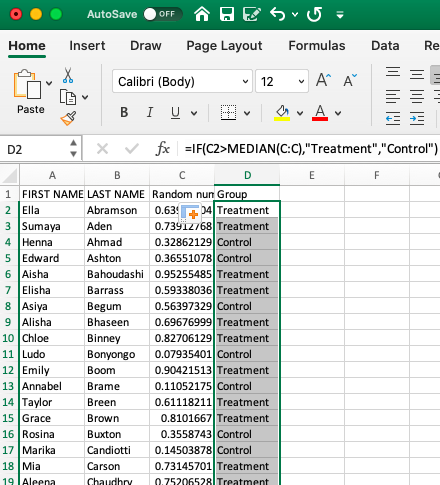 AutoSave OFF
Home Insert Draw Page Layout Formulas Data Re
Paste Calibri (Body) 12 A A
B I U A
D2 fx =IF(C2>MEDIAN(C:C),"Treatment","Control")
A B C D E F
1 FIRST NAME LAST NAME Random num Group
2 Ella Abramson Treatment
3 Sumaya Aden 0.73912768 Treatment
4 Henna Ahmad 0.32862129 Control
5 Edward Ashton 0.36551078 Control
6 Aisha Bahoudashi 0.95255485 Treatment
7 Elisha Barrass 0.59338036 Treatment
8 Asiya Begum 0.56397329 Control
9 Alisha Bhaseen 0.69676999 Treatment
10 Chloe Binney 0.82706129 Treatment
11 Ludo Bonyongo 0.07935401 Control
12 Emily Boom 0.90421513 Treatment
13 Annabel Brame 0.11052175 Control
14 Taylor Breen 0.61118211 Treatment
15 Grace Brown 0.8101667 Treatment
16 Rosina Buxton 0.3558743 Control
17 Marika Candiotti 0.14503878 Control
18 Mia Carson 0.73145701 Treatment
19 Aleena Chaudhry 0.75206528 Treatment